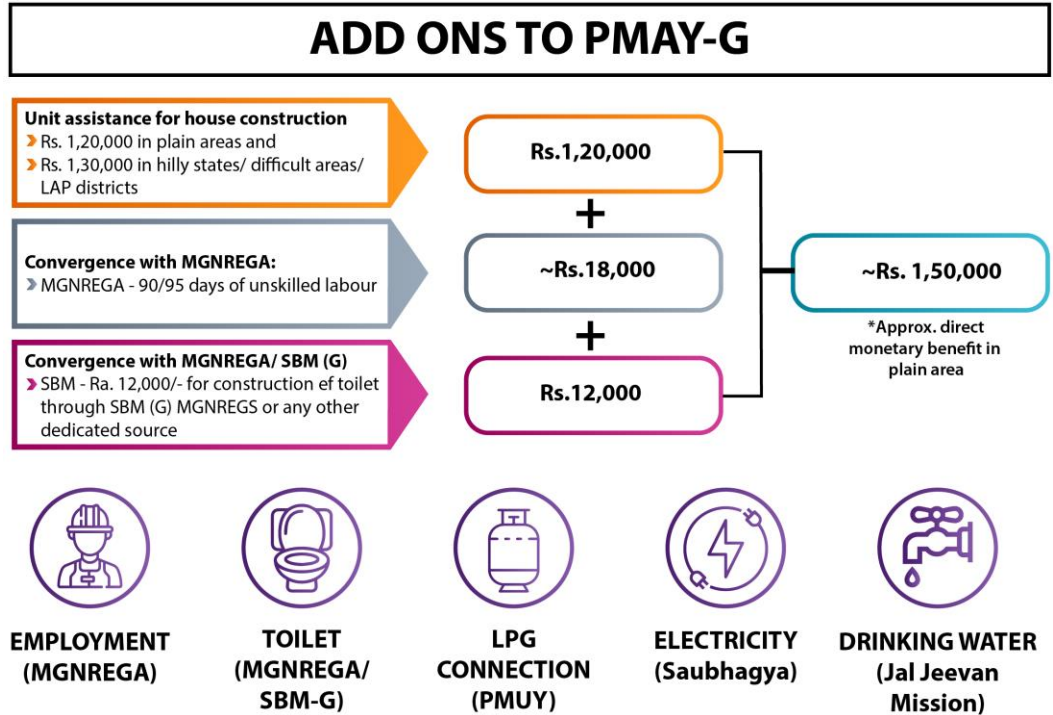 ADD ONS TO PMAY-G
Unit assistance for house construction
Rs. 1,20,000 in plain areas and
Rs. 1,30,000 in hilly states/ difficult areas/
LAP districts
Rs.1,20,000
+
Convergence with MGNREGA:
MGNREGA - 90/95 days of unskilled labour
~Rs.18,000
~Rs. 1,50,000
*Approx. direct
monetary benefit in
plain area
+
Convergence with MGNREGA/ SBM (G)
SBM - Ra. 12,000/- for construction ef toilet
through SBM (G) MGNREGS or any other
dedicated source
Rs.12,000
EMPLOYMENT
(MGNREGA)
TOILET
(MGNREGA/
SBM-G)
LPG
CONNECTION
(PMUY)
ELECTRICITY
(Saubhagya)
DRINKING WATER
(Jal Jeevan
Mission)